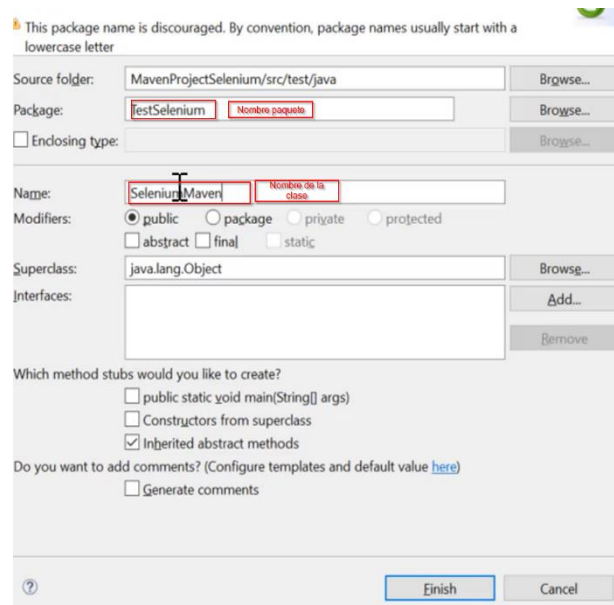 This package name is discouraged. By convention, package names usually start with a
lowercase letter
Source folder: MavenProjectSelenium/src/test/java Browse...
Package: TestSelenium Nombre paquete Browse...
Enclosing type: Browse...
Name: SeleniumMaven Nombre de la
clase
Modifiers: public package private protected
abstract final static
Superclass: java.lang.Object Browse...
Interfaces: Add...
Remove
Which method stubs would you like to create?
public static void main(String[] args)
Constructors from superclass
Inherited abstract methods
Do you want to add comments? (Configure templates and default value here)
Generate comments
? Finish Cancel